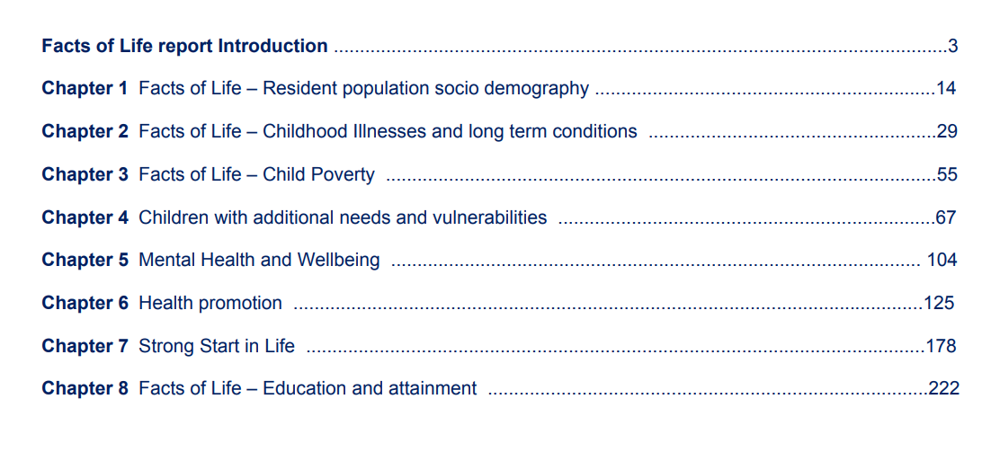 Facts of Life report Introduction ....................................................................................................................3
Chapter 1 Facts of Life – Resident population socio demography ................................................................14
Chapter 2 Facts of Life – Childhood Illnesses and long term conditions ......................................................29
Chapter 3 Facts of Life – Child Poverty ........................................................................................................55
Chapter 4 Children with additional needs and vulnerabilities .......................................................................67
Chapter 5 Mental Health and Wellbeing .................................................................................................... 104
Chapter 6 Health promotion .......................................................................................................................125
Chapter 7 Strong Start in Life .....................................................................................................................178
Chapter 8 Facts of Life – Education and attainment ...................................................................................222